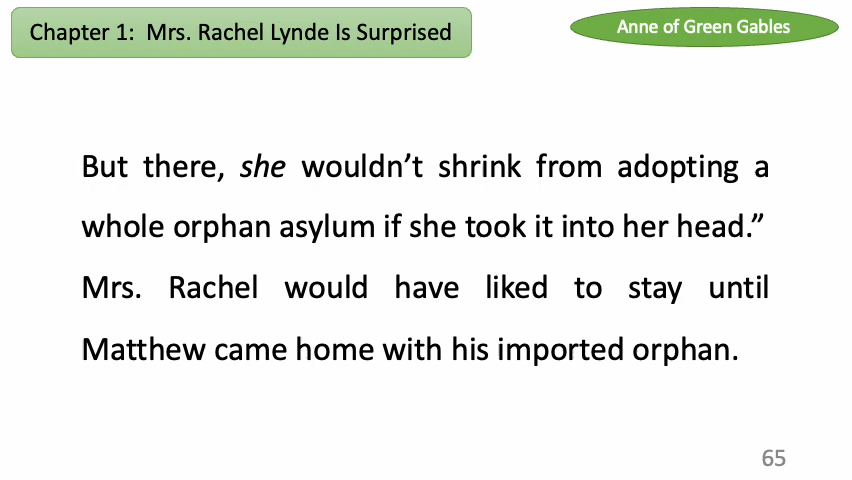 Chapter 1:  Mrs. Rachel Lynde Is Surprised
Anne of Green Gables
But there, she wouldn’t shrink from adopting a
whole orphan asylum if she took it into her head.”
Mrs. Rachel would have liked to stay until
Matthew came home with his imported orphan.
65